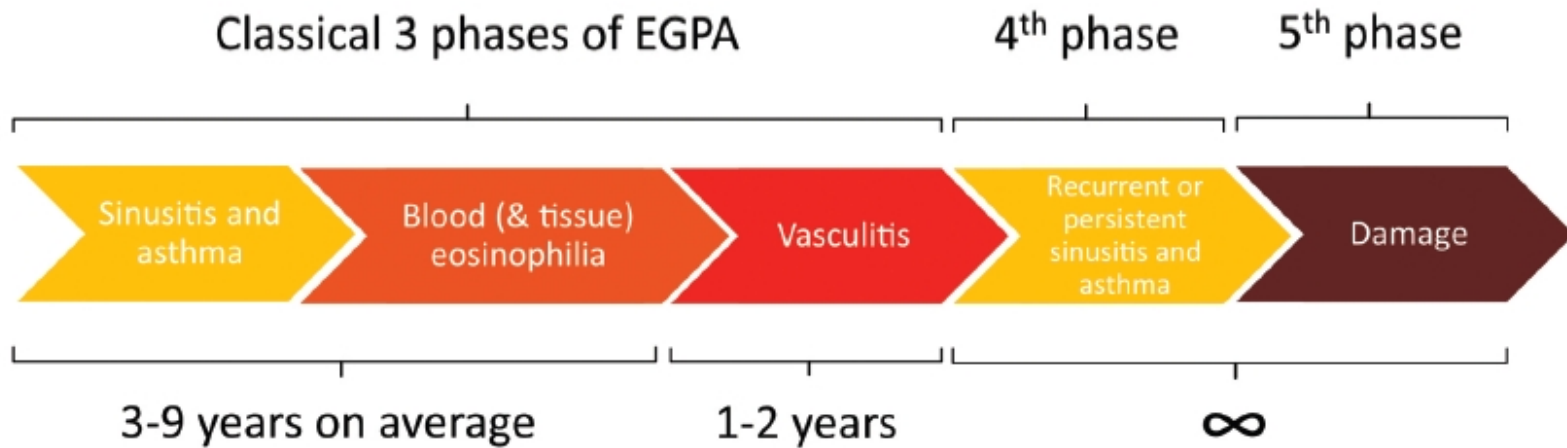 Classical 3 phases of EGPA
4th phase
5th phase
Sinusitis and
asthma
Blood (& tissue)
eosinophilia
Vasculitis
Recurrent or
persistent
sinusitis and
asthma
Damage
3-9 years on average
1-2 years
∞